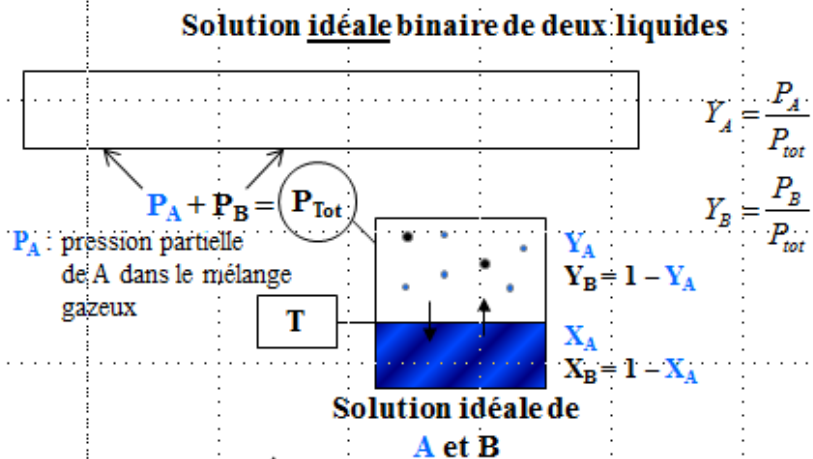 Solution idéale binaire de deux liquides
Y_A = P_A / P_tot
P_A + P_B = P_Tot
Y_B = P_B / P_tot
P_A : pression partielle
de A dans le mélange
gazeux
Y_A
Y_B = 1 – Y_A
T
X_A
X_B = 1 – X_A
Solution idéale de
A et B